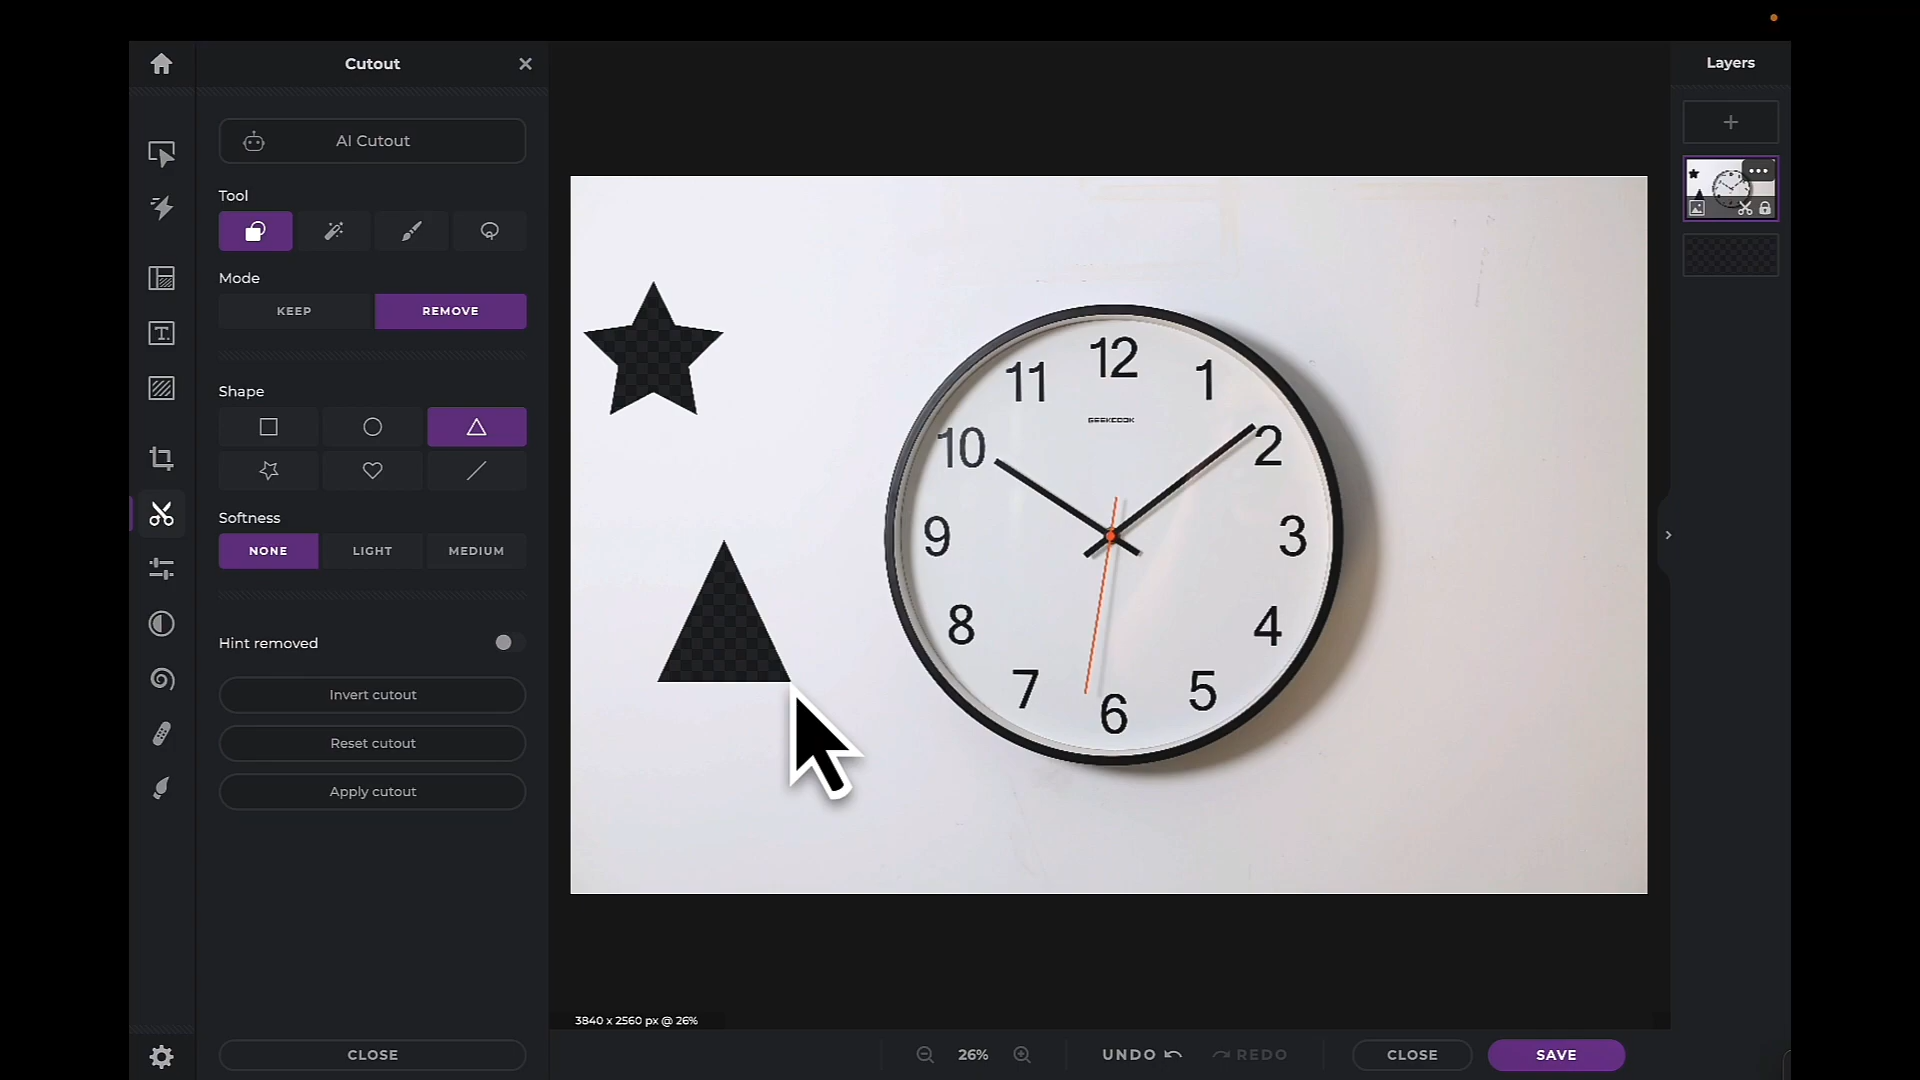 Cutout
AI Cutout
Tool
Mode
KEEP
REMOVE
Shape
Softness
NONE
LIGHT
MEDIUM
Hint removed
Invert cutout
Reset cutout
Apply cutout
CLOSE
12
11
1
GEEKCOOK
10
2
9
3
8
4
7
5
6
3840 x 2560 px @ 26%
26%
UNDO
REDO
CLOSE
SAVE
Layers